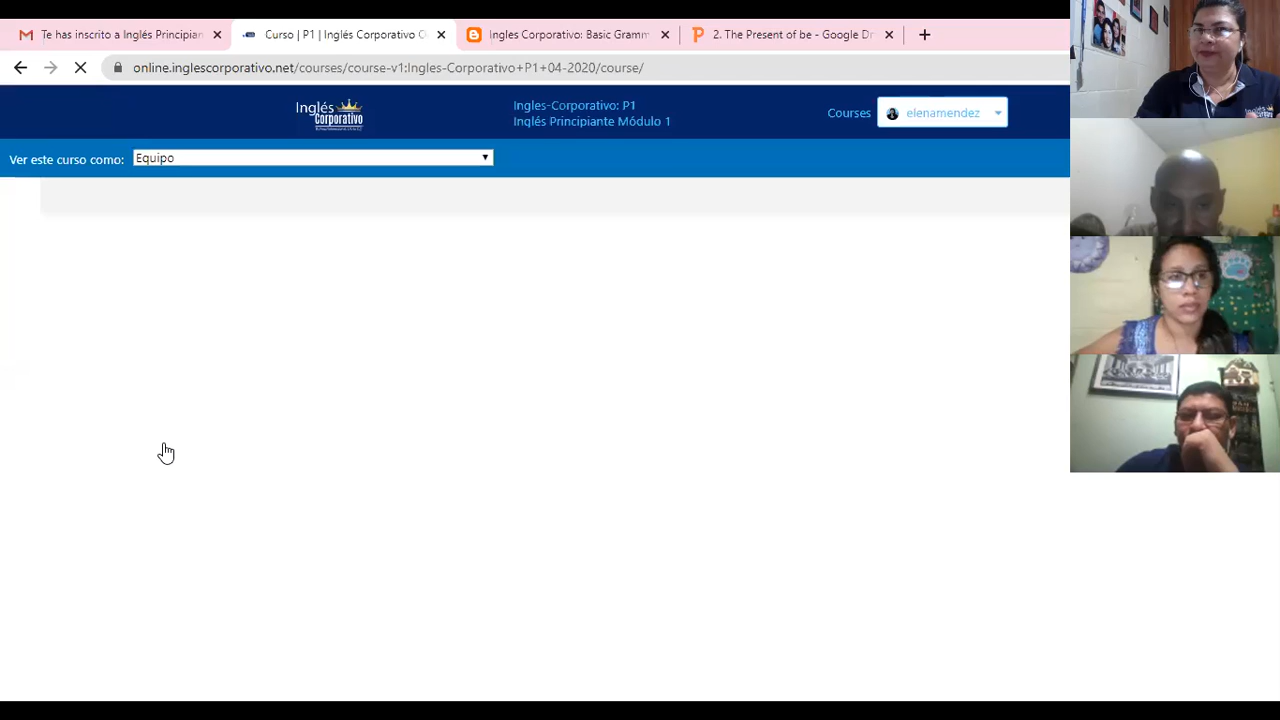 Te has inscrito a Inglés Principian
Curso | P1 | Inglés Corporativo O
Ingles Corporativo: Basic Gramm
2. The Present of be - Google Dr
online.inglescorporativo.net/courses/course-v1:Ingles-Corporativo+P1+04-2020/course/
Inglés
Corporativo
Ingles-Corporativo: P1
Inglés Principiante Módulo 1
Courses
elenamendez
Ver este curso como:
Equipo